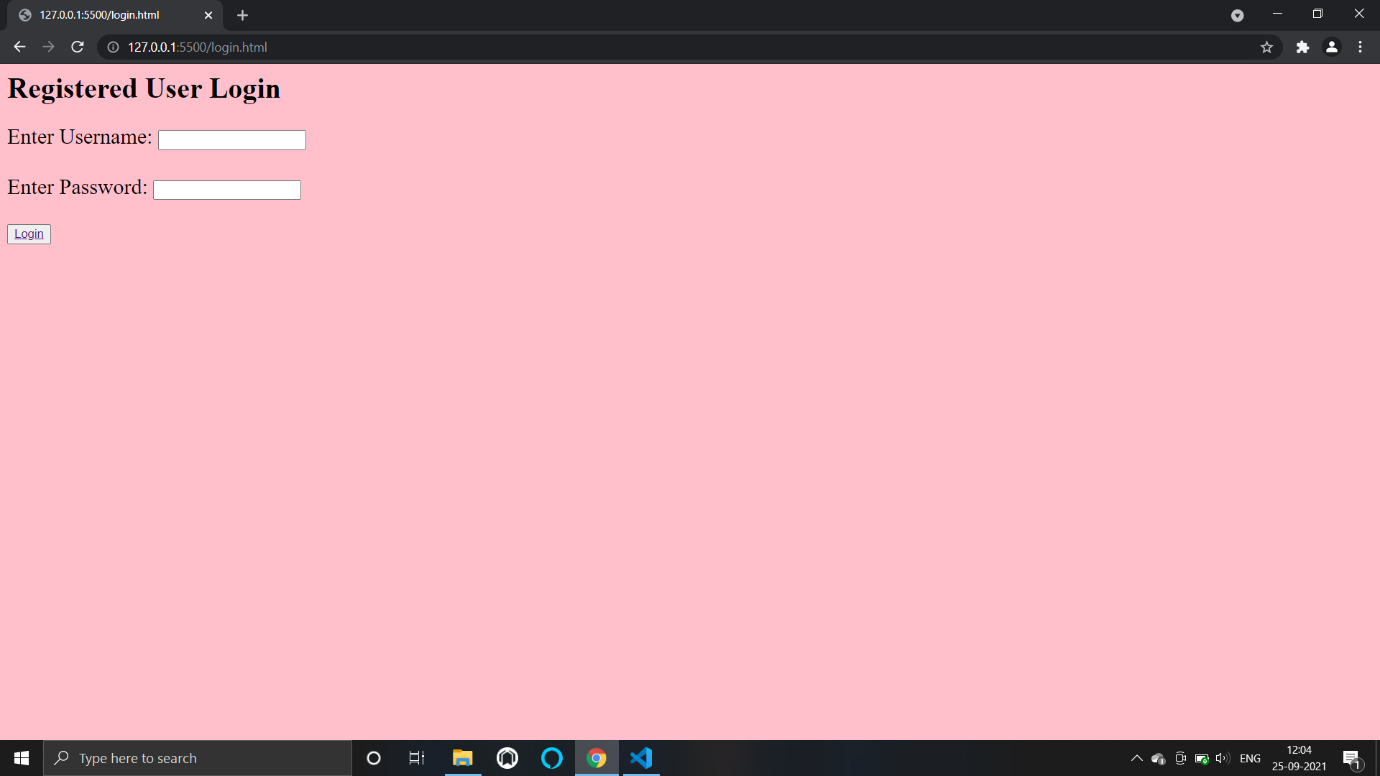 127.0.0.1:5500/login.html
127.0.0.1:5500/login.html
Registered User Login
Enter Username:
Enter Password:
Login
Type here to search
ENG
12:04
25-09-2021
1